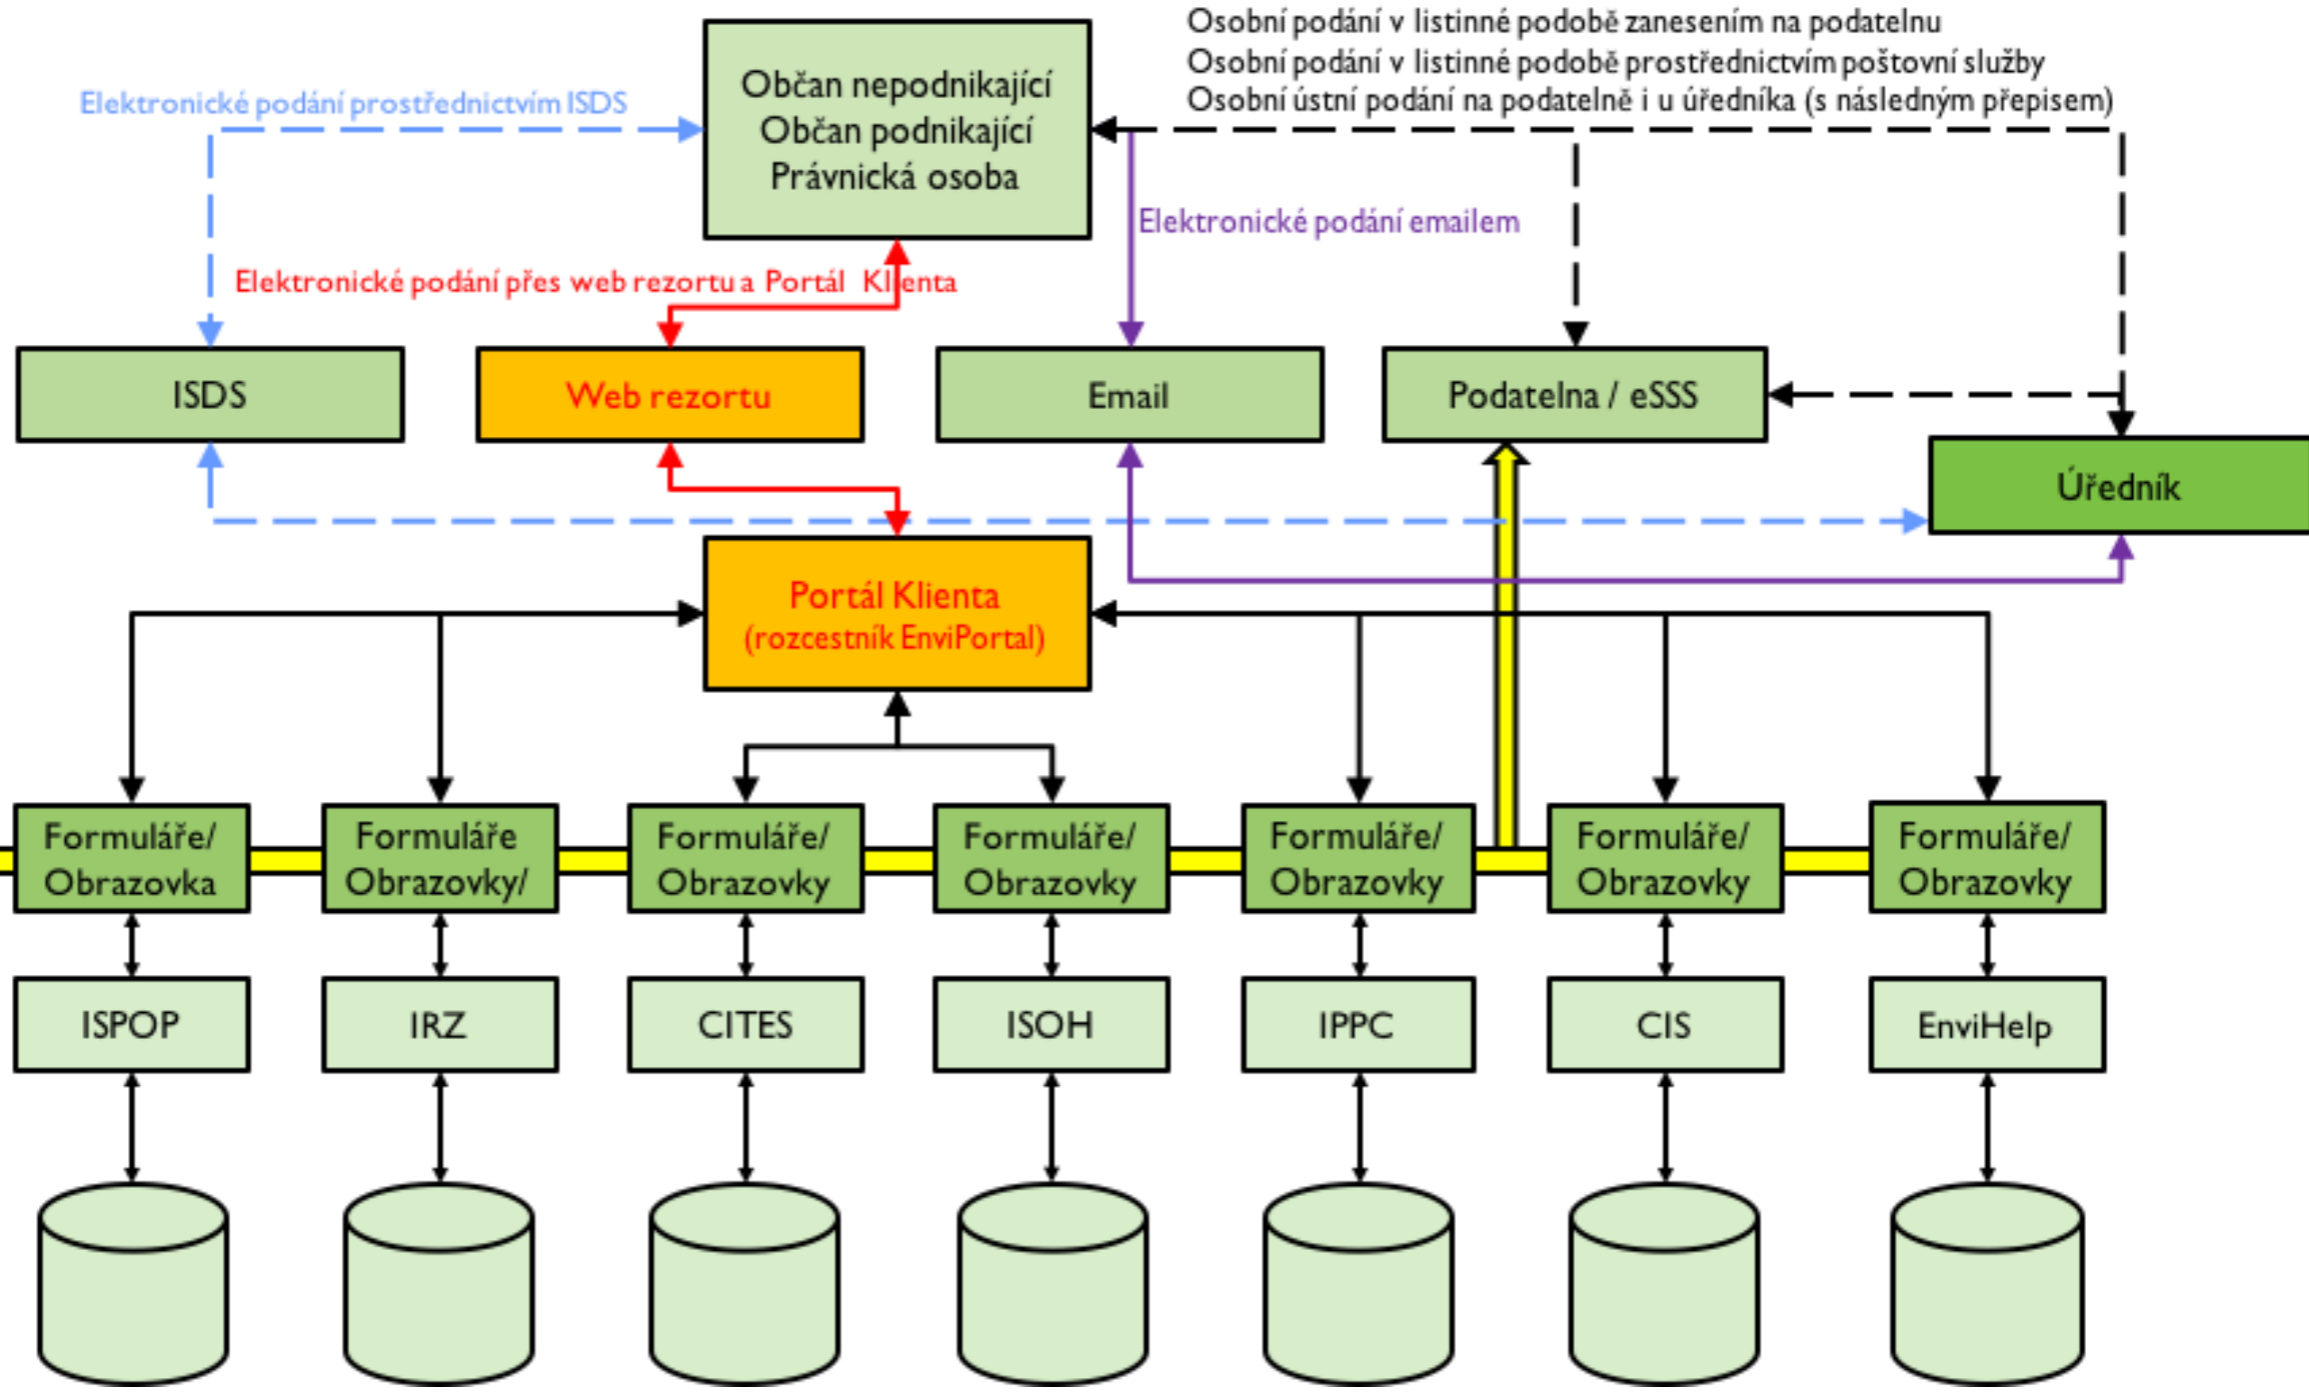 Osobní podání v listinné podobě zanesením na podatelnu
Osobní podání v listinné podobě prostřednictvím poštovní služby
Osobní ústní podání na podatelně i u úředníka (s následným přepisem)
Elektronické podání prostřednictvím ISDS
Občan nepodnikající
Občan podnikající
Právnická osoba
Elektronické podání emailem
Elektronické podání přes web rezortu a Portál Klienta
ISDS
Web rezortu
Email
Podatelna / eSSS
Úředník
Portál Klienta
(rozcestník EnviPortal)
Formuláře/
Obrazovka
Formuláře
Obrazovky/
Formuláře/
Obrazovky
Formuláře/
Obrazovky
Formuláře/
Obrazovky
Formuláře/
Obrazovky
Formuláře/
Obrazovky
ISPOP
IRZ
CITES
ISOH
IPPC
CIS
EnviHelp